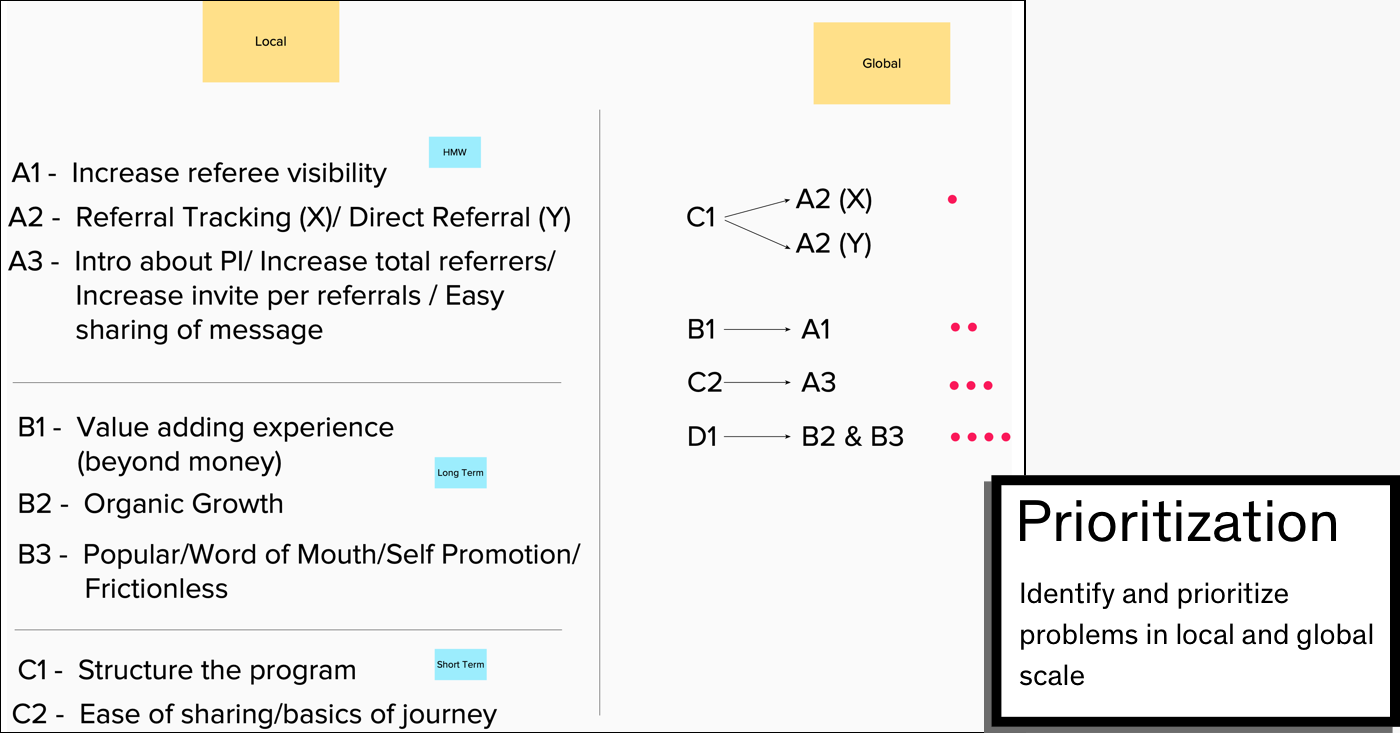 Local
HMW
A1 - Increase referee visibility
A2 - Referral Tracking (X)/ Direct Referral (Y)
A3 - Intro about PI/ Increase total referrers/
Increase invite per referrals / Easy
sharing of message
B1 - Value adding experience
(beyond money)
Long Term
B2 - Organic Growth
B3 - Popular/Word of Mouth/Self Promotion/
Frictionless
C1 - Structure the program
Short Term
C2 - Ease of sharing/basics of journey
Global
C1
A2 (X)
A2 (Y)
B1 A1
C2 A3
D1 B2 & B3
Prioritization
Identify and prioritize
problems in local and global
scale